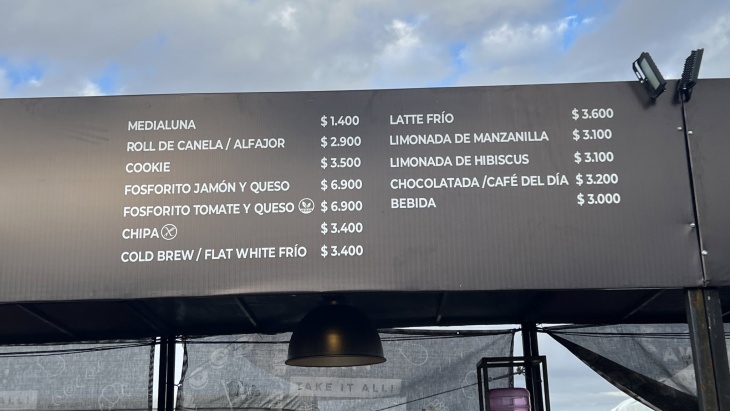 MEDIALUNA $ 1.400
ROLL DE CANELA / ALFAJOR $ 2.900
COOKIE $ 3.500
FOSFORITO JAMÓN Y QUESO $ 6.900
FOSFORITO TOMATE Y QUESO $ 6.900
CHIPA $ 3.400
COLD BREW / FLAT WHITE FRÍO $ 3.400
LATTE FRÍO $ 3.600
LIMONADA DE MANZANILLA $ 3.100
LIMONADA DE HIBISCUS $ 3.100
CHOCOLATADA /CAFÉ DEL DÍA $ 3.200
BEBIDA $ 3.000
TAKE IT ALL!